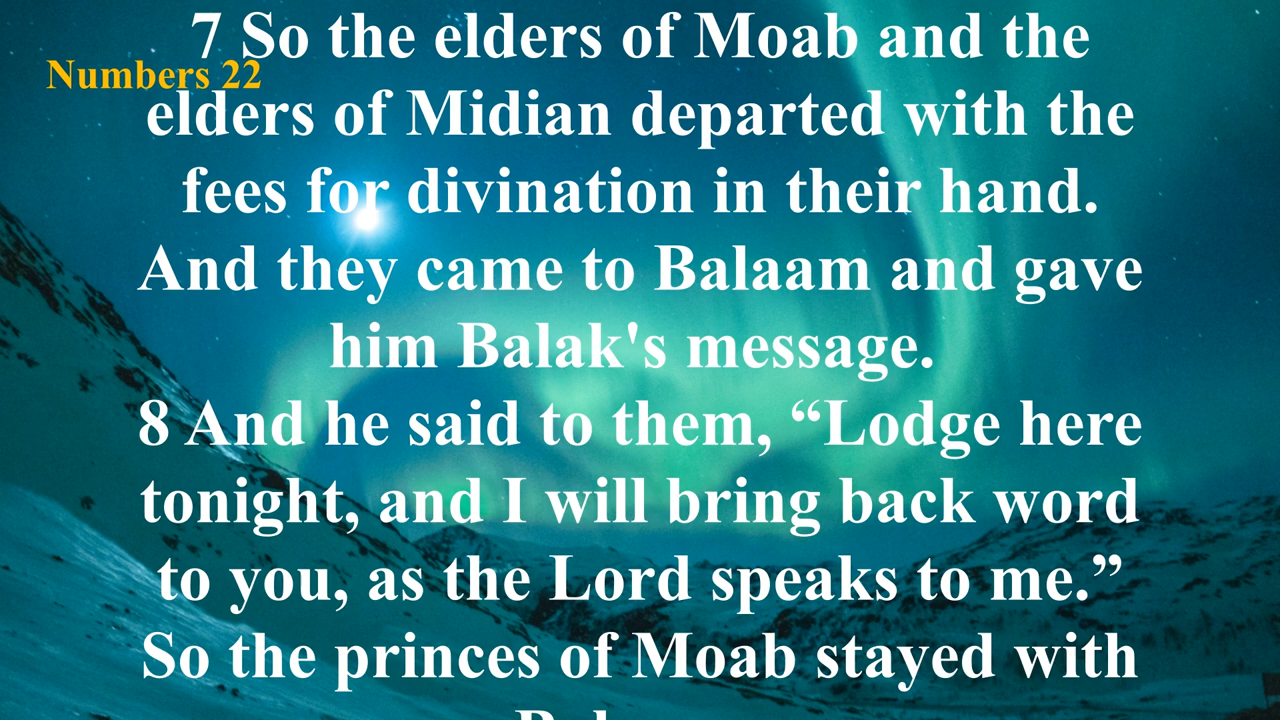 7 So the elders of Moab and the
Numbers 22
elders of Midian departed with the
fees for divination in their hand.
And they came to Balaam and gave
him Balak's message.
8 And he said to them, “Lodge here
tonight, and I will bring back word
to you, as the Lord speaks to me.”
So the princes of Moab stayed with